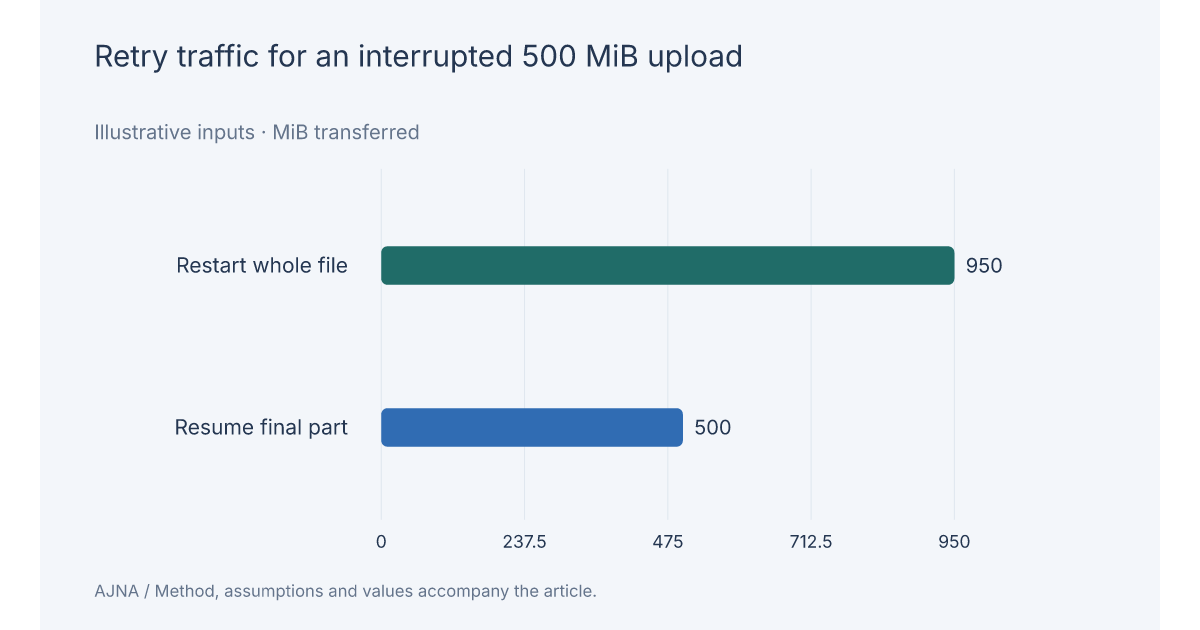 Retry traffic for an interrupted 500 MiB upload
Illustrative inputs · MiB transferred
Restart whole file 950
Resume final part 500
0 237.5 475 712.5 950
AJNA / Method, assumptions and values accompany the article.